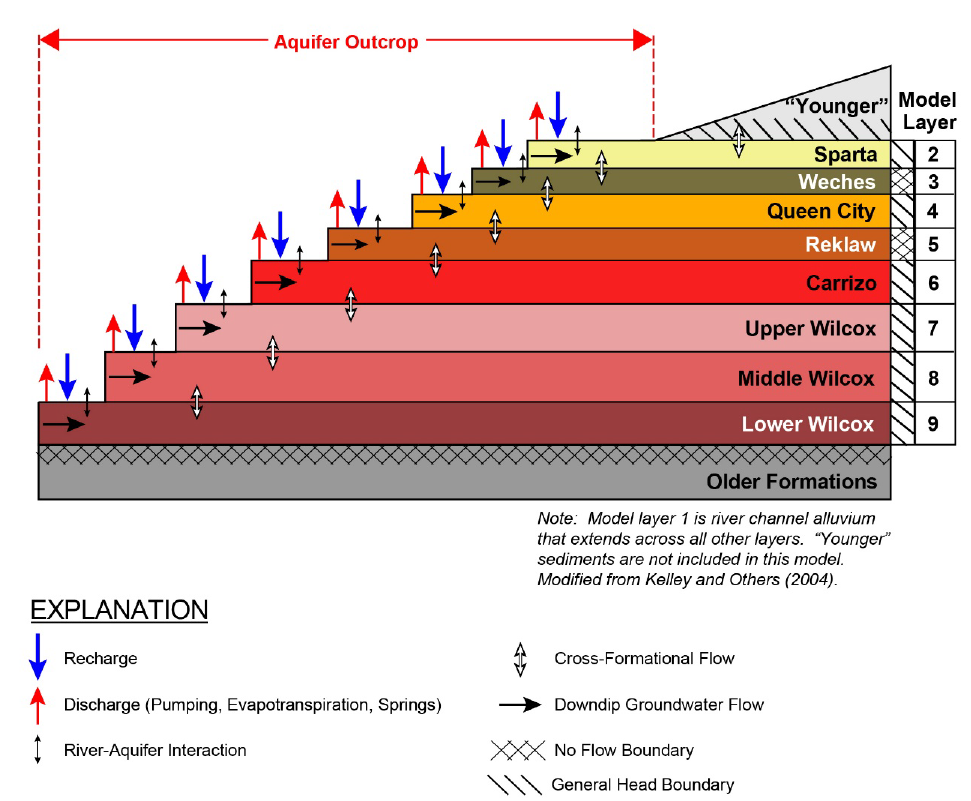 Aquifer Outcrop
“Younger”
Model
Layer
Sparta 2
Weches 3
Queen City 4
Reklaw 5
Carrizo 6
Upper Wilcox 7
Middle Wilcox 8
Lower Wilcox 9
Older Formations
Note: Model layer 1 is river channel alluvium
that extends across all other layers. “Younger”
sediments are not included in this model.
Modified from Kelley and Others (2004).
EXPLANATION
Recharge
Discharge (Pumping, Evapotranspiration, Springs)
River-Aquifer Interaction
Cross-Formational Flow
Downdip Groundwater Flow
No Flow Boundary
General Head Boundary